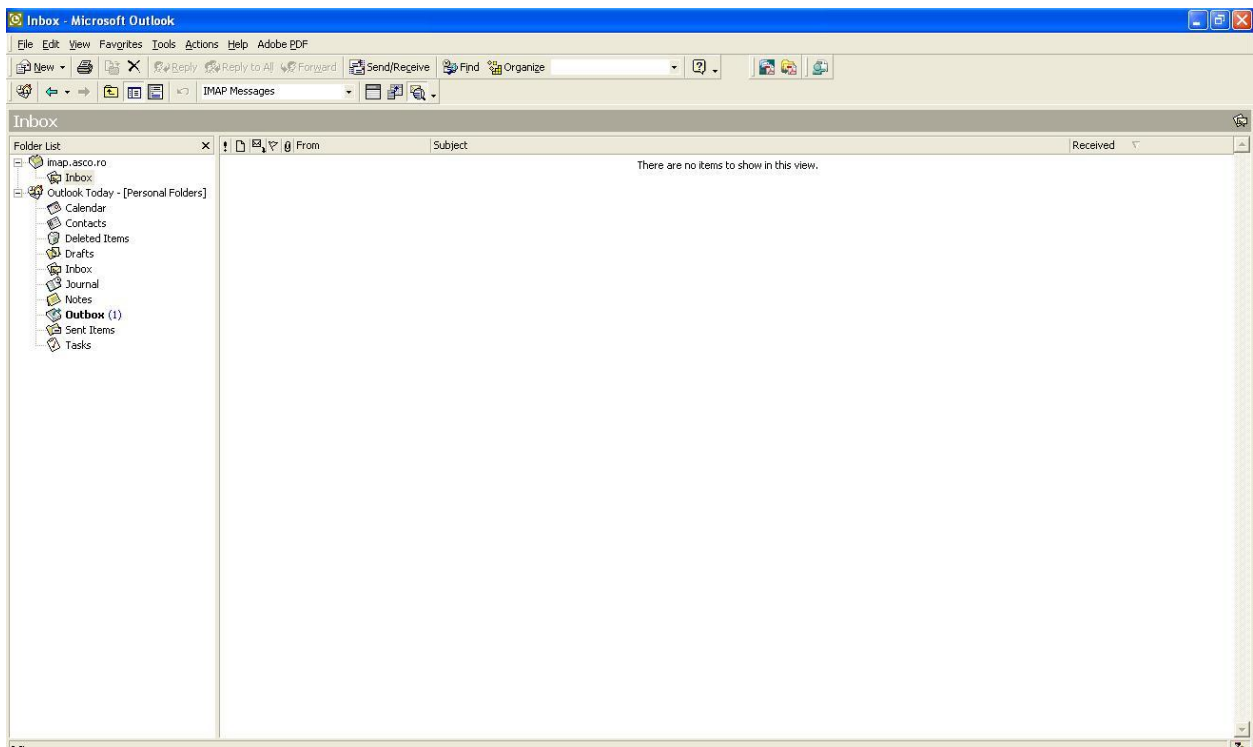 Inbox - Microsoft Outlook
File Edit View Favorites Tools Actions Help Adobe PDF
New Reply Reply to All Forward Send/Receive Find Organize
IMAP Messages
Inbox
Folder List From Subject Received
There are no items to show in this view.
imap.asco.ro
Inbox
Outlook Today - [Personal Folders]
Calendar
Contacts
Deleted Items
Drafts
Inbox
Journal
Notes
Outbox (1)
Sent Items
Tasks